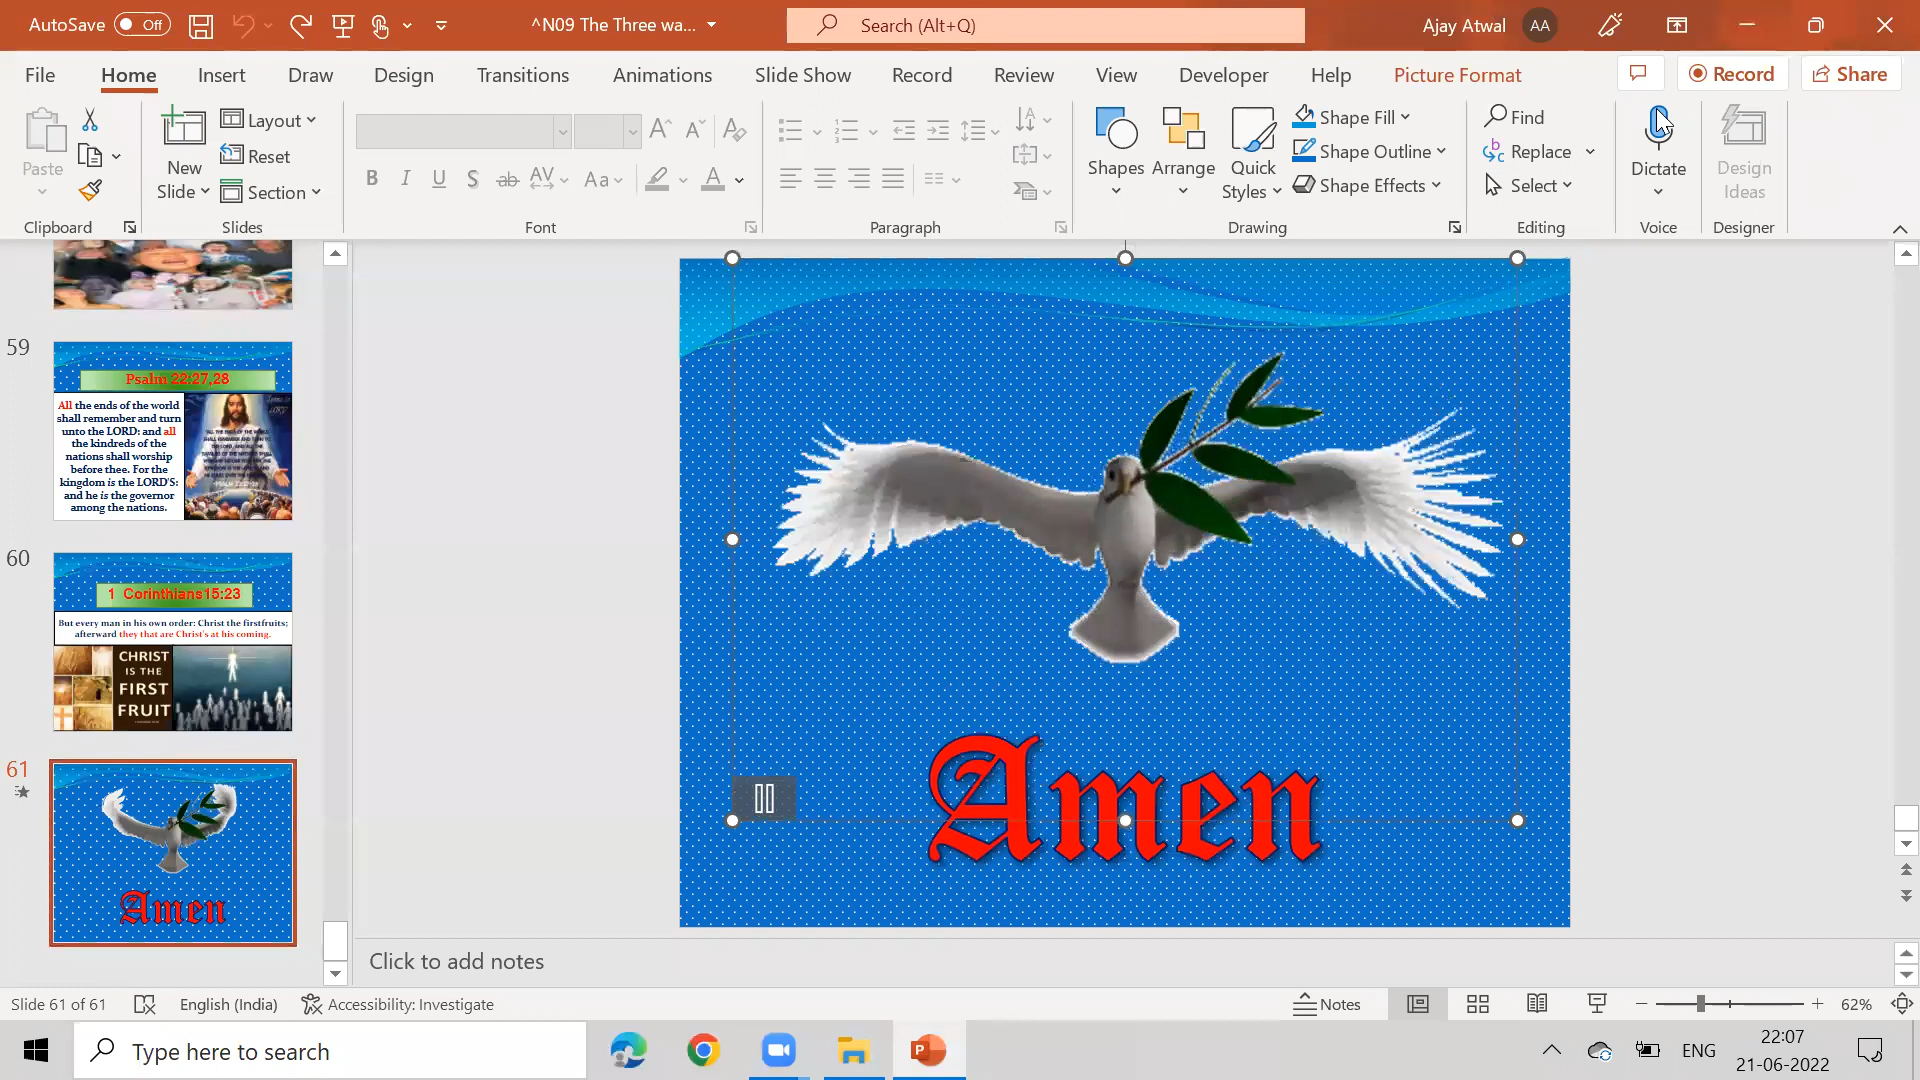 AutoSave Off ^N09 The Three wa... Search (Alt+Q) Ajay Atwal AA
File Home Insert Draw Design Transitions Animations Slide Show Record Review View Developer Help Picture Format Record Share
Paste
New
Slide
Layout
Reset
Section
Shapes
Arrange
Quick
Styles
Shape Fill
Shape Outline
Shape Effects
Find
Replace
Select
Dictate
Design
Ideas
Clipboard Slides Font Paragraph Drawing Editing Voice Designer
59
Psalm 22:27,28
All the ends of the world
shall remember and turn
unto the LORD: and all
the kindreds of the
nations shall worship
before thee. For the
kingdom is the LORD'S:
and he is the governor
among the nations.
60
1 Corinthians15:23
But every man in his own order: Christ the firstfruits;
afterward they that are Christ's at his coming.
CHRIST
IS THE
FIRST
FRUIT
61
Amen
Amen
Click to add notes
Slide 61 of 61 English (India) Accessibility: Investigate Notes 62%
Type here to search
ENG
22:07
21-06-2022